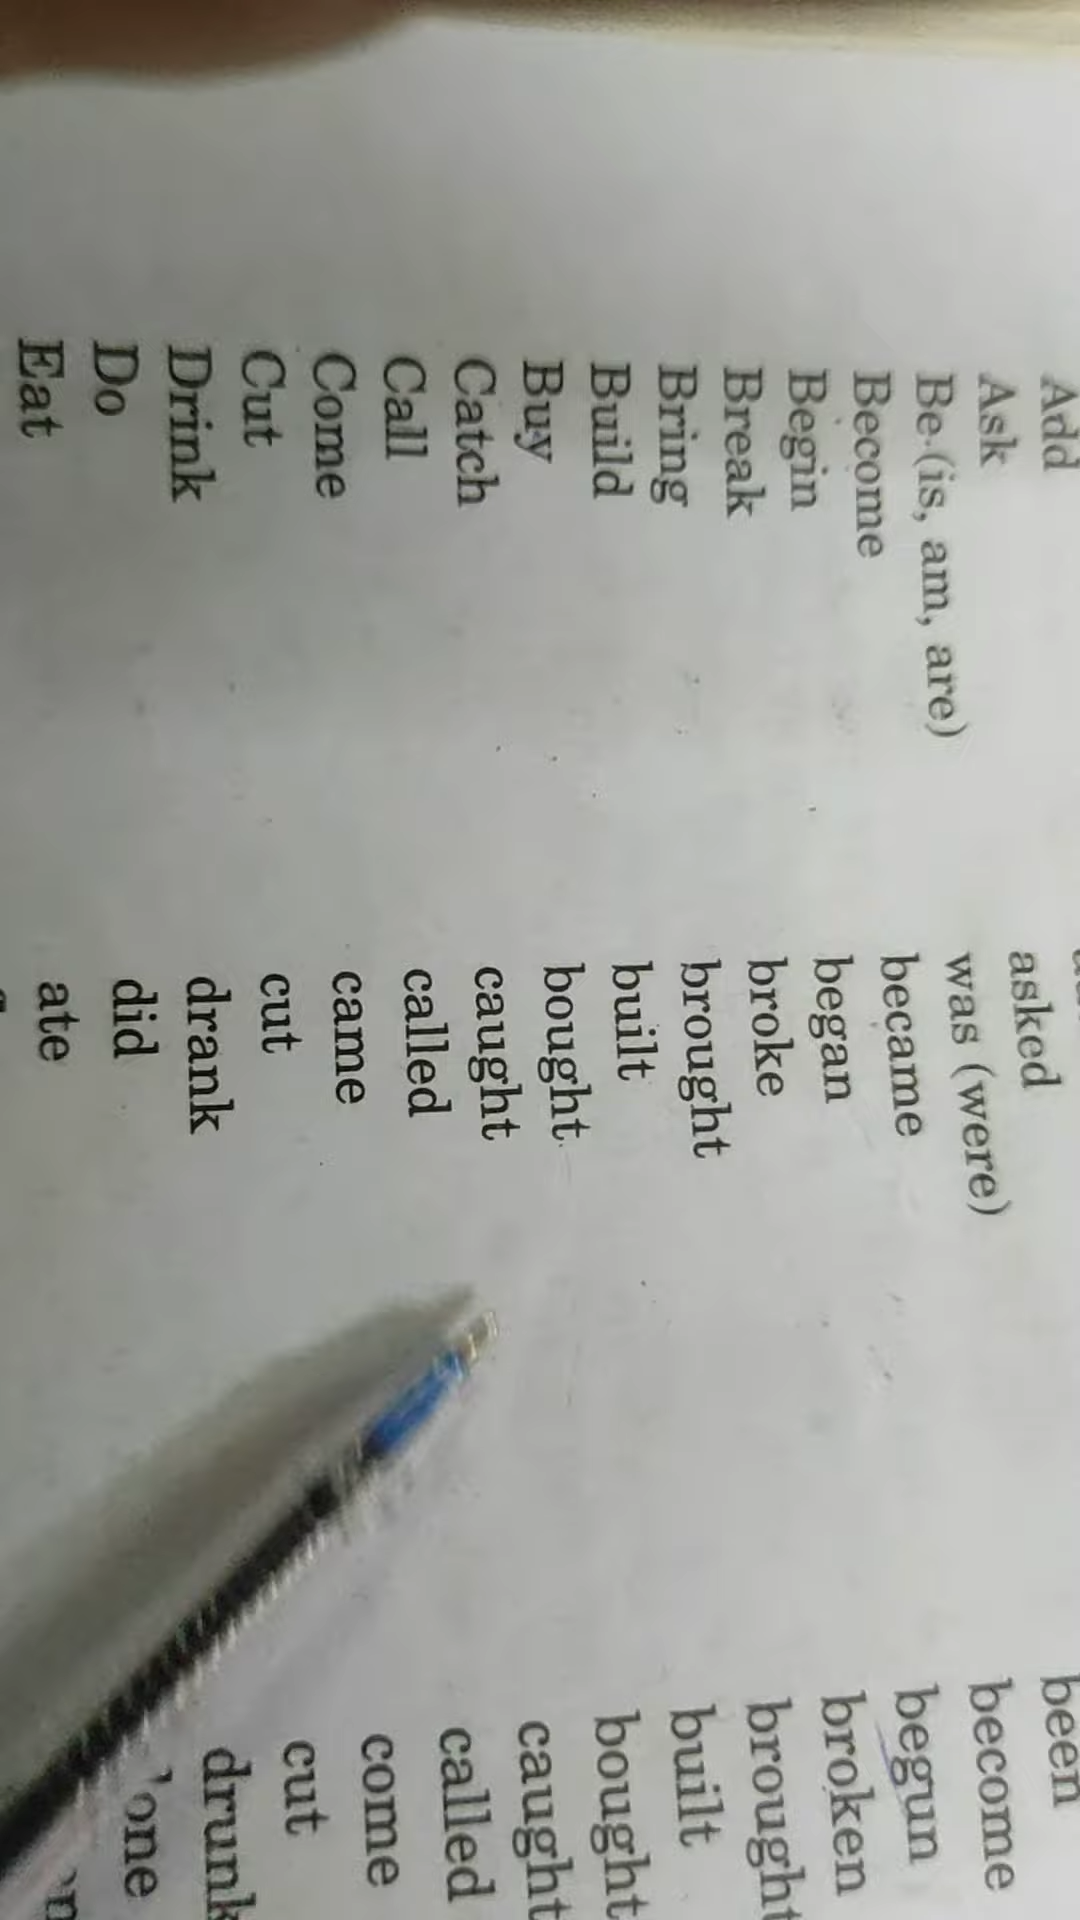 Add
Ask asked
Be (is, am, are) was (were) been
Become became become
Begin began begun
Break broke broken
Bring brought brought
Build built built
Buy bought bought
Catch caught caught
Call called called
Come came come
Cut cut cut
Drink drank drunk
Do did
Eat ate